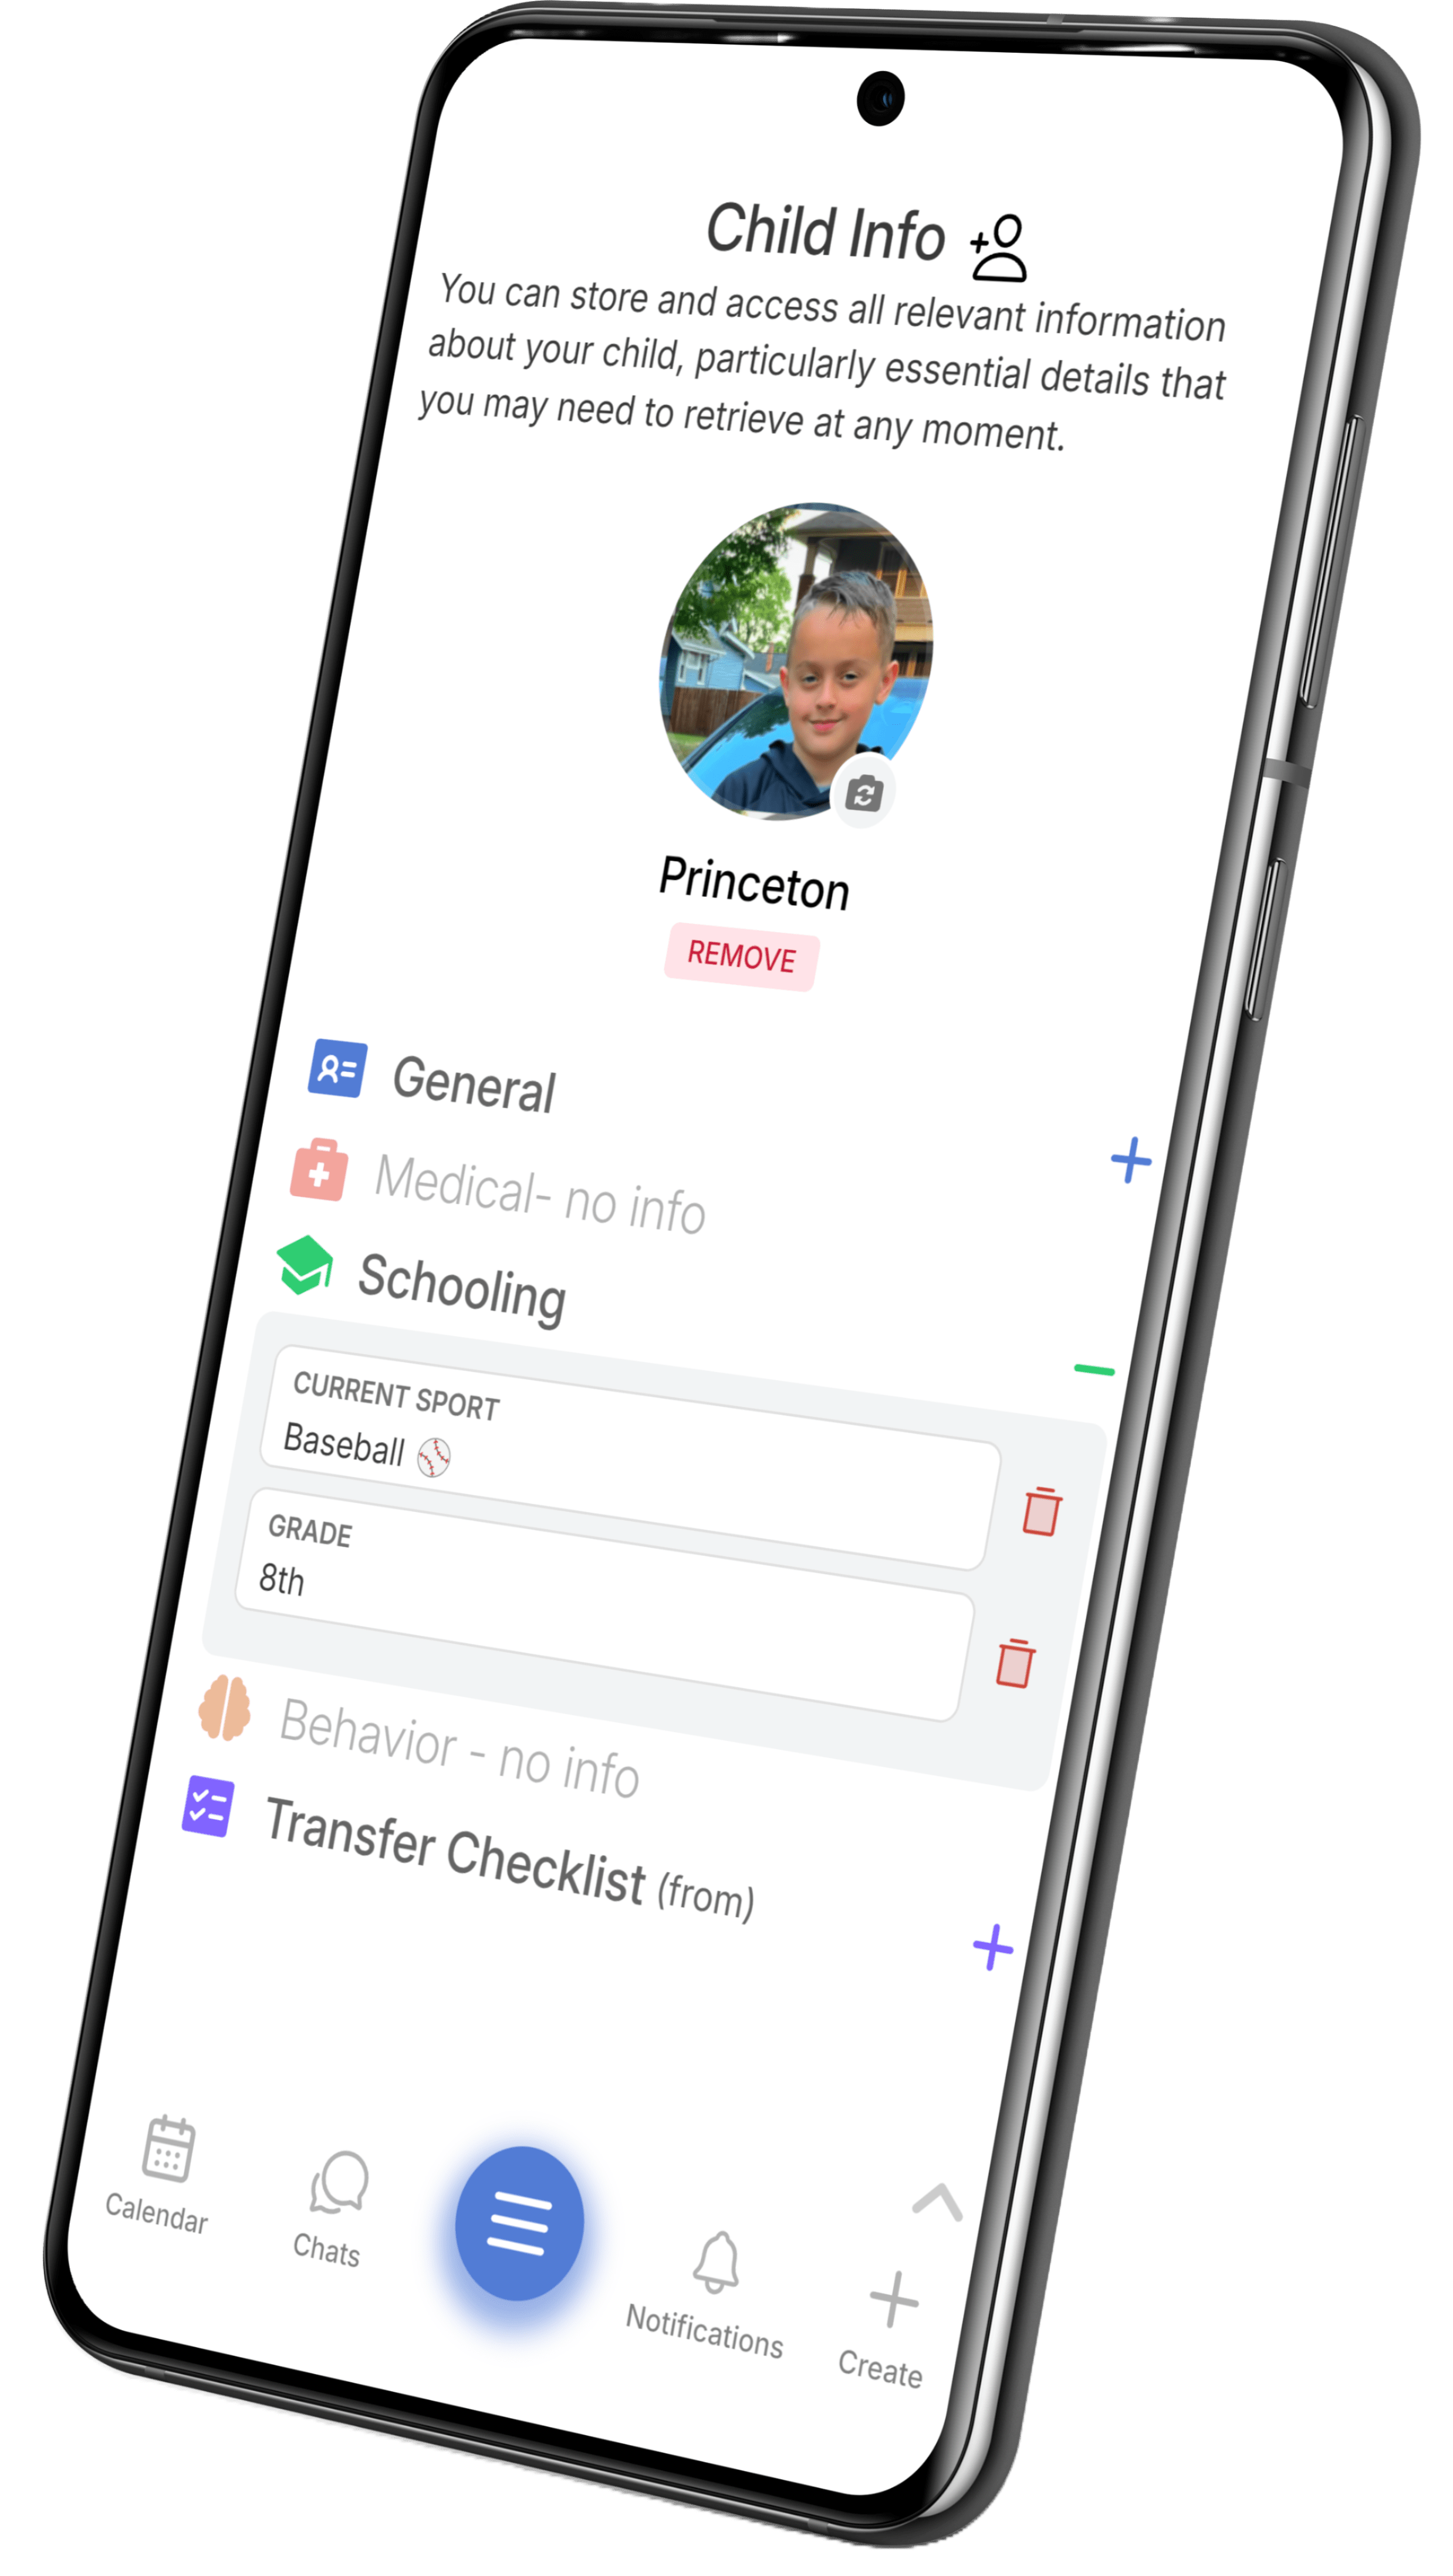 Child Info
You can store and access all relevant information
about your child, particularly essential details that
you may need to retrieve at any moment.
Princeton
REMOVE
General
Medical- no info
Schooling
CURRENT SPORT
Baseball
GRADE
8th
Behavior - no info
Transfer Checklist (from)
Calendar
Chats
Notifications
Create